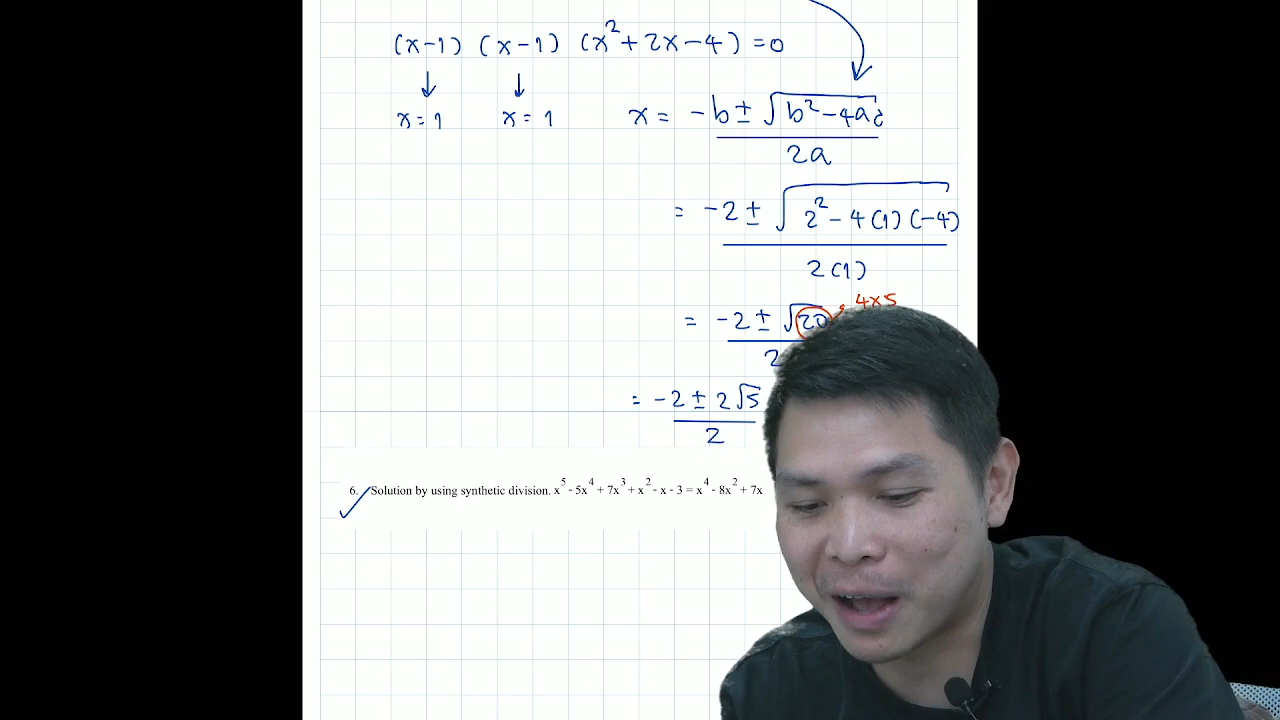 (x-1) (x-1) (x²+2x-4) = 0
↓ ↓
x=1 x=1 x = -b ± √b²-4ac
2a
= -2 ± √2²-4(1)(-4)
2(1)
= -2 ± √20 4x5
2
= -2 ± 2√5
2
6. Solution by using synthetic division. x⁵ - 5x⁴ + 7x³ + x² - x - 3 = x⁴ - 8x² + 7x